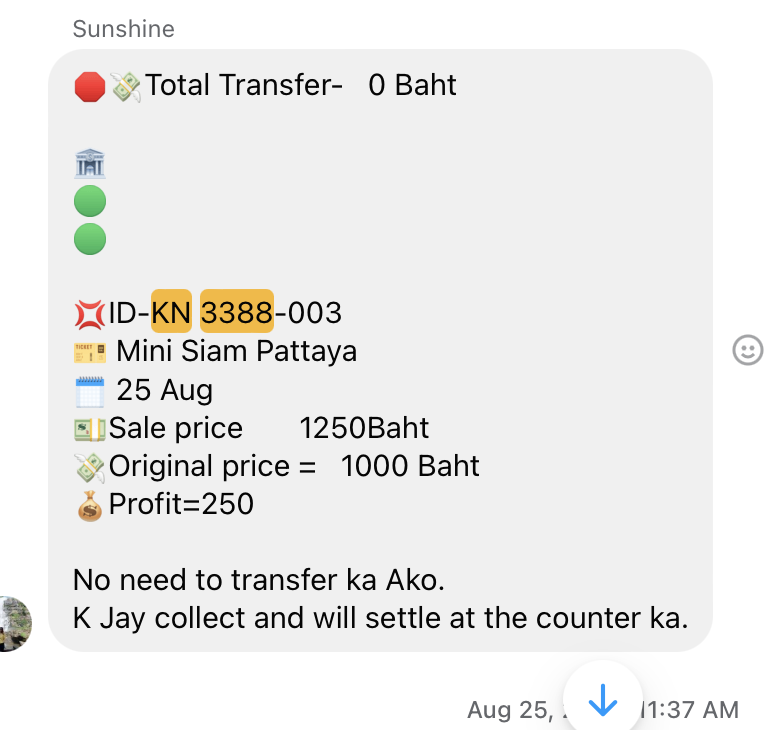 Sunshine
🛑💸Total Transfer- 0 Baht
🏦
🟢
🟢
💢ID-KN 3388-003
🎫 Mini Siam Pattaya
🗓 25 Aug
💵Sale price 1250Baht
💸Original price = 1000 Baht
💰Profit=250
No need to transfer ka Ako.
K Jay collect and will settle at the counter ka.
Aug 25, 11:37 AM